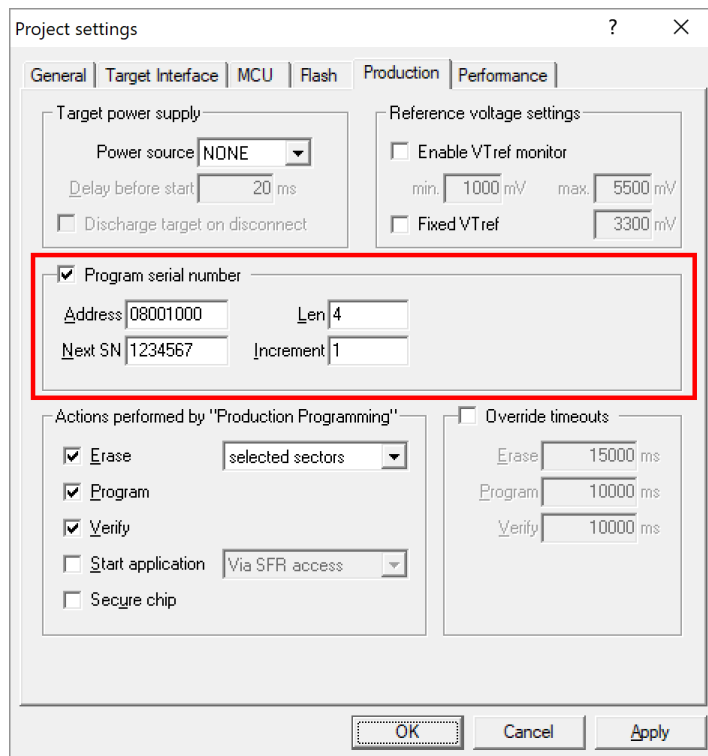 Project settings
General Target Interface MCU Flash Production Performance
Target power supply
Power source NONE
Delay before start 20 ms
Discharge target on disconnect
Reference voltage settings
Enable VTref monitor
min. 1000 mV max. 5500 mV
Fixed VTref 3300 mV
Program serial number
Address 08001000 Len 4
Next SN 1234567 Increment 1
Actions performed by "Production Programming"
Erase selected sectors
Program
Verify
Start application Via SFR access
Secure chip
Override timeouts
Erase 15000 ms
Program 10000 ms
Verify 10000 ms
OK Cancel Apply